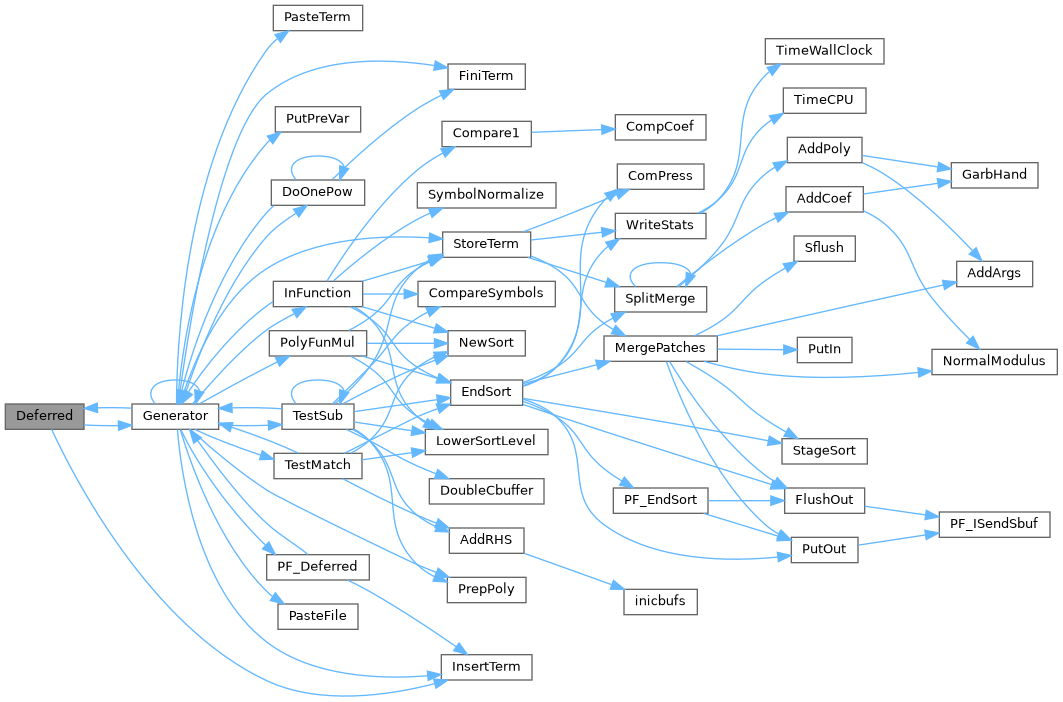 Deferred
Generator
PasteTerm
FiniTerm
PutPreVar
DoOnePow
InFunction
PolyFunMul
TestSub
TestMatch
PF_Deferred
PasteFile
Compare1
SymbolNormalize
StoreTerm
CompareSymbols
NewSort
EndSort
LowerSortLevel
DoubleCbuffer
AddRHS
PrepPoly
InsertTerm
CompCoef
ComPress
WriteStats
SplitMerge
MergePatches
PF_EndSort
inicbufs
TimeWallClock
TimeCPU
AddPoly
AddCoef
Sflush
PutIn
StageSort
FlushOut
PutOut
GarbHand
AddArgs
NormalModulus
PF_ISendSbuf